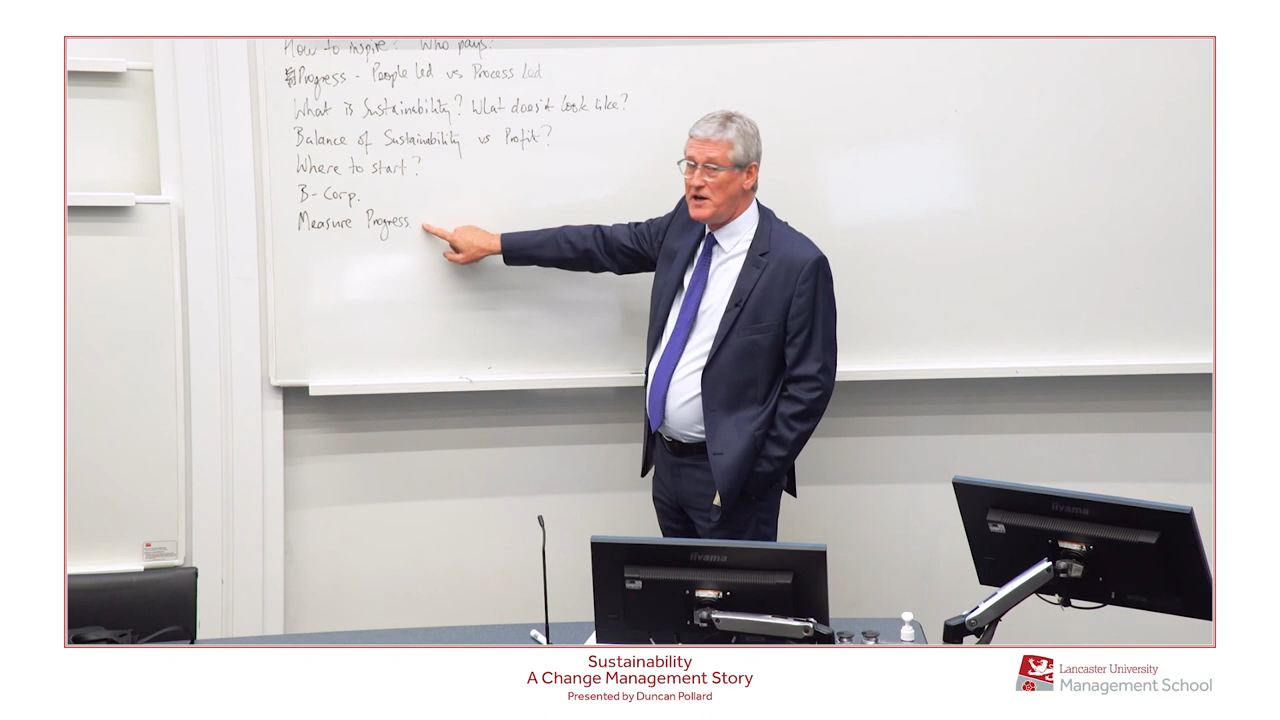 How to inspire? Who pays?
Progress - People Led vs Process Led
What is Sustainability? What does it Look like?
Balance of Sustainability vs Profit?
Where to start?
B-Corp.
Measure Progress
iiyama
iiyama
Sustainability
A Change Management Story
Presented by Duncan Pollard
Lancaster University
Management School